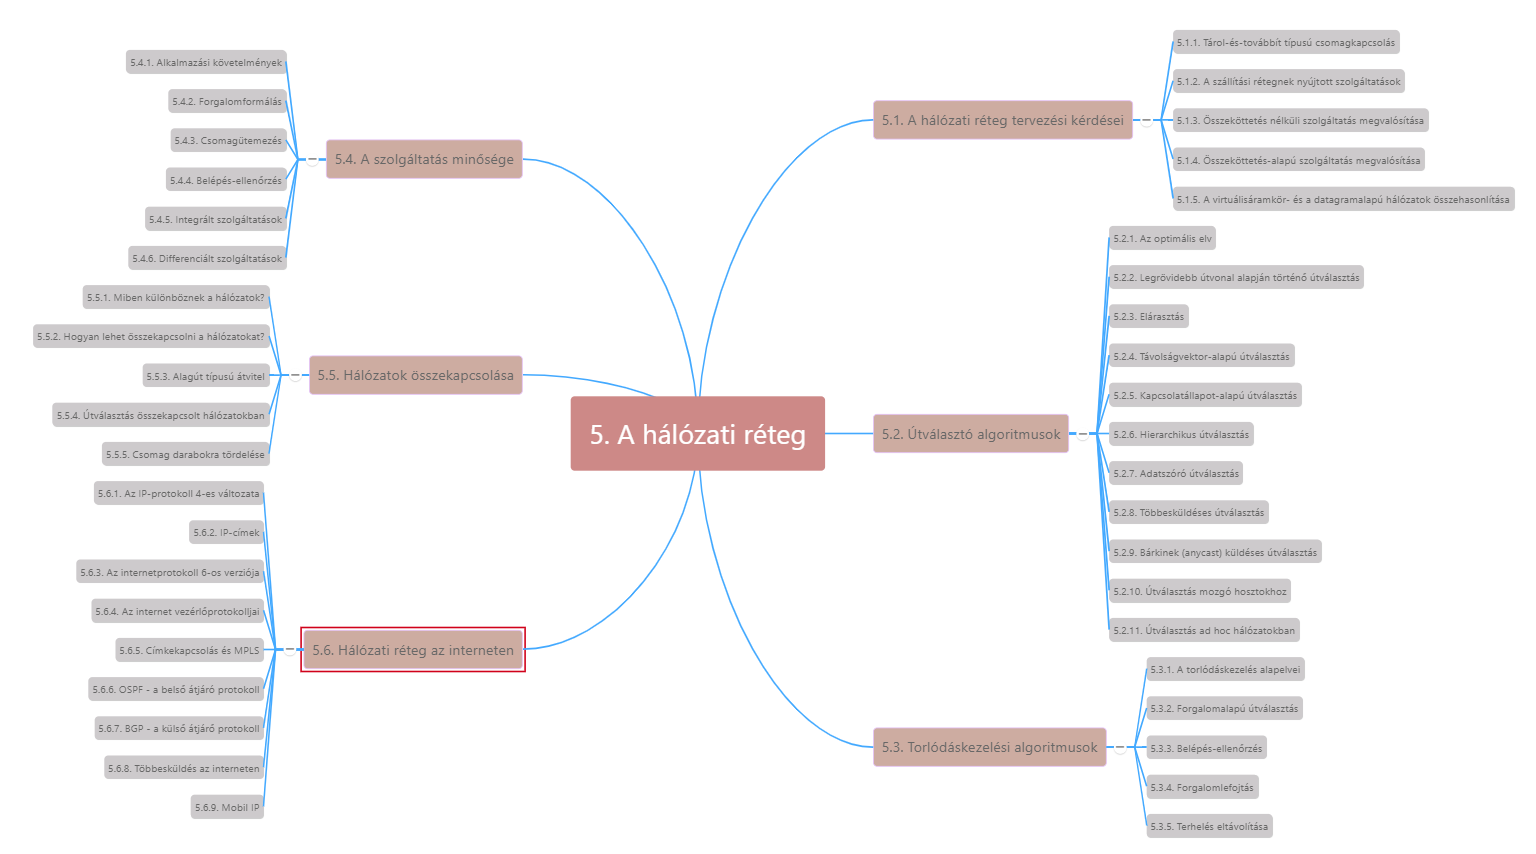 5. A hálózati réteg
5.1. A hálózati réteg tervezési kérdései
5.1.1. Tárol-és-továbbít típusú csomagkapcsolás
5.1.2. A szállítási rétegnek nyújtott szolgáltatások
5.1.3. Összeköttetés nélküli szolgáltatás megvalósítása
5.1.4. Összeköttetés-alapú szolgáltatás megvalósítása
5.1.5. A virtuálisáramkör- és a datagramalapú hálózatok összehasonlítása
5.2. Útválasztó algoritmusok
5.2.1. Az optimális elv
5.2.2. Legrövidebb útvonal alapján történő útválasztás
5.2.3. Elárasztás
5.2.4. Távolságvektor-alapú útválasztás
5.2.5. Kapcsolatállapot-alapú útválasztás
5.2.6. Hierarchikus útválasztás
5.2.7. Adatszóró útválasztás
5.2.8. Többesküldéses útválasztás
5.2.9. Bárkinek (anycast) küldéses útválasztás
5.2.10. Útválasztás mozgó hosztokhoz
5.2.11. Útválasztás ad hoc hálózatokban
5.3. Torlódáskezelési algoritmusok
5.3.1. A torlódáskezelés alapelvei
5.3.2. Forgalomalapú útválasztás
5.3.3. Belépés-ellenőrzés
5.3.4. Forgalomlefojtás
5.3.5. Terhelés eltávolítása
5.4. A szolgáltatás minősége
5.4.1. Alkalmazási követelmények
5.4.2. Forgalomformálás
5.4.3. Csomagütemezés
5.4.4. Belépés-ellenőrzés
5.4.5. Integrált szolgáltatások
5.4.6. Differenciált szolgáltatások
5.5. Hálózatok összekapcsolása
5.5.1. Miben különböznek a hálózatok?
5.5.2. Hogyan lehet összekapcsolni a hálózatokat?
5.5.3. Alagút típusú átvitel
5.5.4. Útválasztás összekapcsolt hálózatokban
5.5.5. Csomag darabokra tördelése
5.6. Hálózati réteg az interneten
5.6.1. Az IP-protokoll 4-es változata
5.6.2. IP-címek
5.6.3. Az internetprotokoll 6-os verziója
5.6.4. Az internet vezérlőprotokolljai
5.6.5. Címkekapcsolás és MPLS
5.6.6. OSPF - a belső átjáró protokoll
5.6.7. BGP - a külső átjáró protokoll
5.6.8. Többesküldés az interneten
5.6.9. Mobil IP